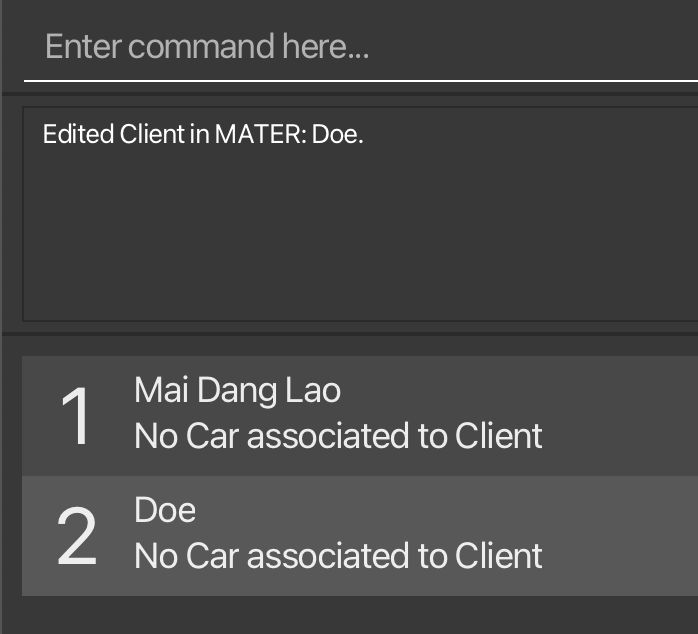 Enter command here...
Edited Client in MATER: Doe.
1
Mai Dang Lao
No Car associated to Client
2
Doe
No Car associated to Client